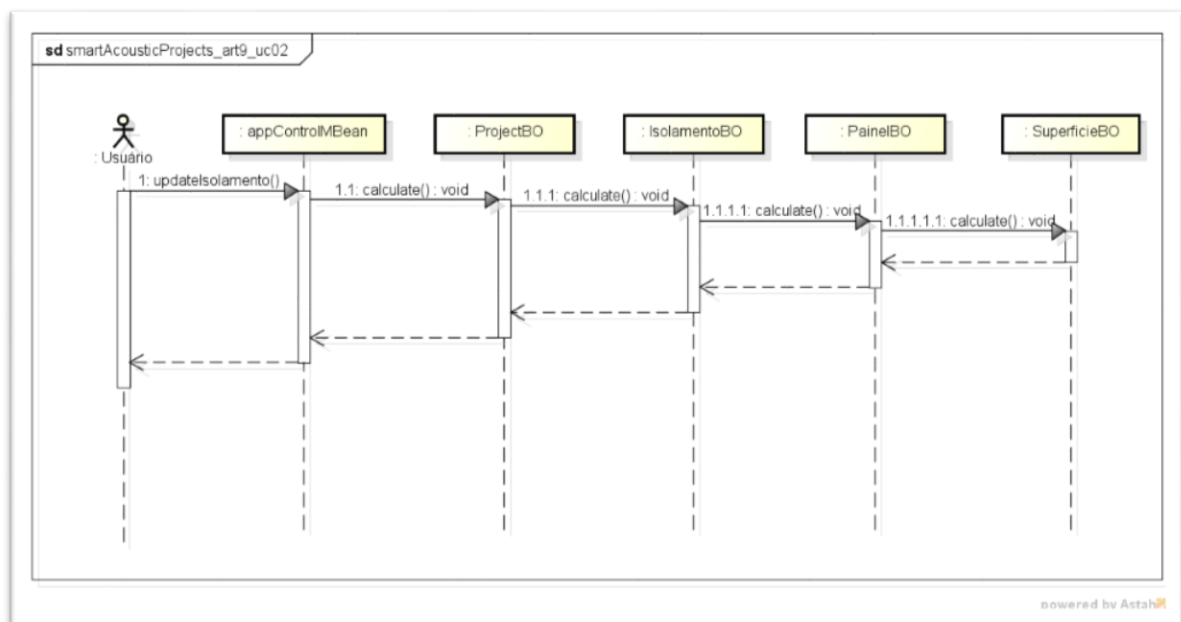 sd smartAcousticProjects_art9_uc02
: Usuário
: appControlMBean
: ProjectBO
: IsolamentoBO
: PainelBO
: SuperficieBO
1: updateIsolamento()
1.1: calculate() : void
1.1.1: calculate() : void
1.1.1.1: calculate() : void
1.1.1.1.1: calculate() : void
powered by Astah